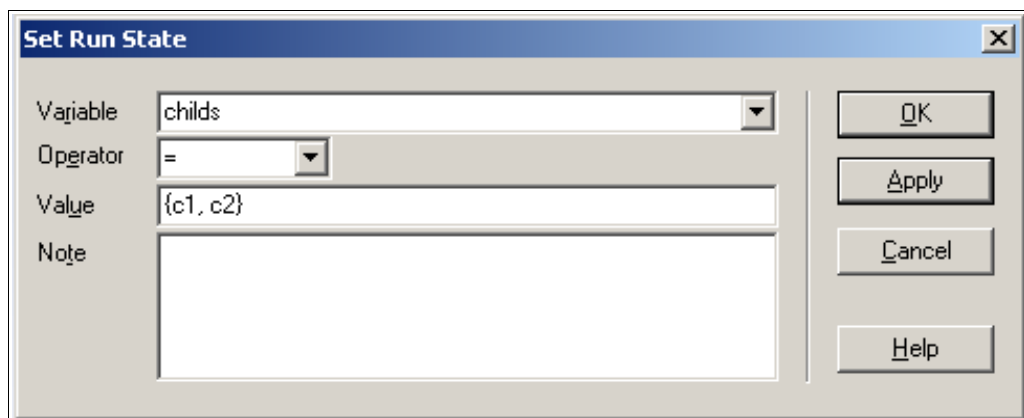 Set Run State
Variable childs OK
Operator =
Apply
Value {c1, c2}
Note Cancel
Help